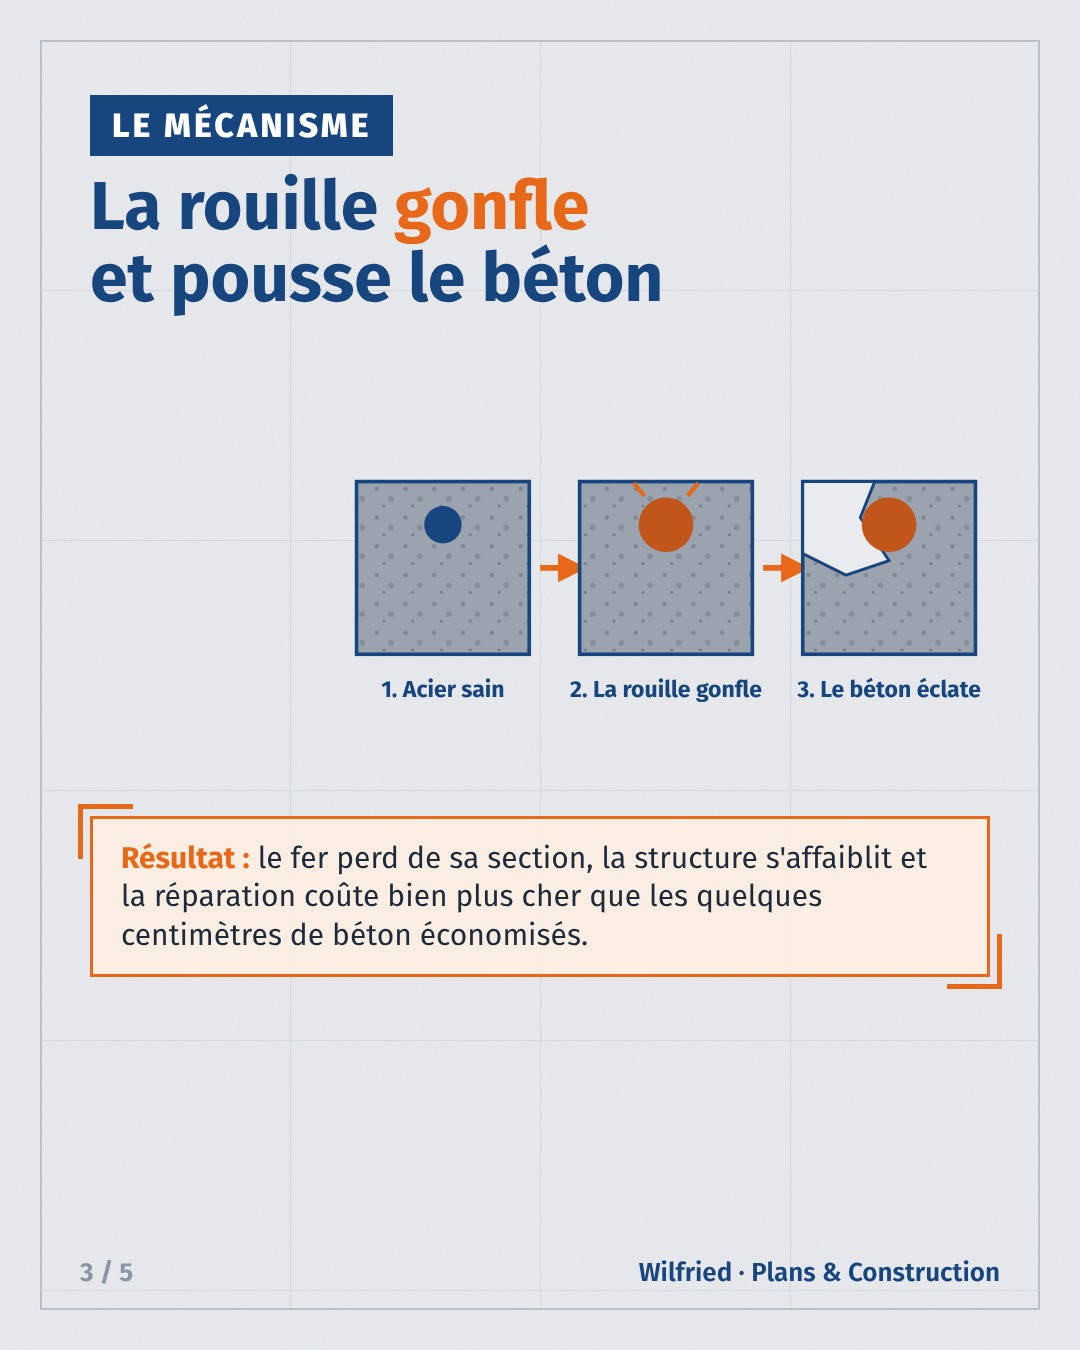 LE MÉCANISME
La rouille gonfle
et pousse le béton
1. Acier sain
2. La rouille gonfle
3. Le béton éclate
Résultat : le fer perd de sa section, la structure s'affaiblit et
la réparation coûte bien plus cher que les quelques
centimètres de béton économisés.
3 / 5
Wilfried · Plans & Construction